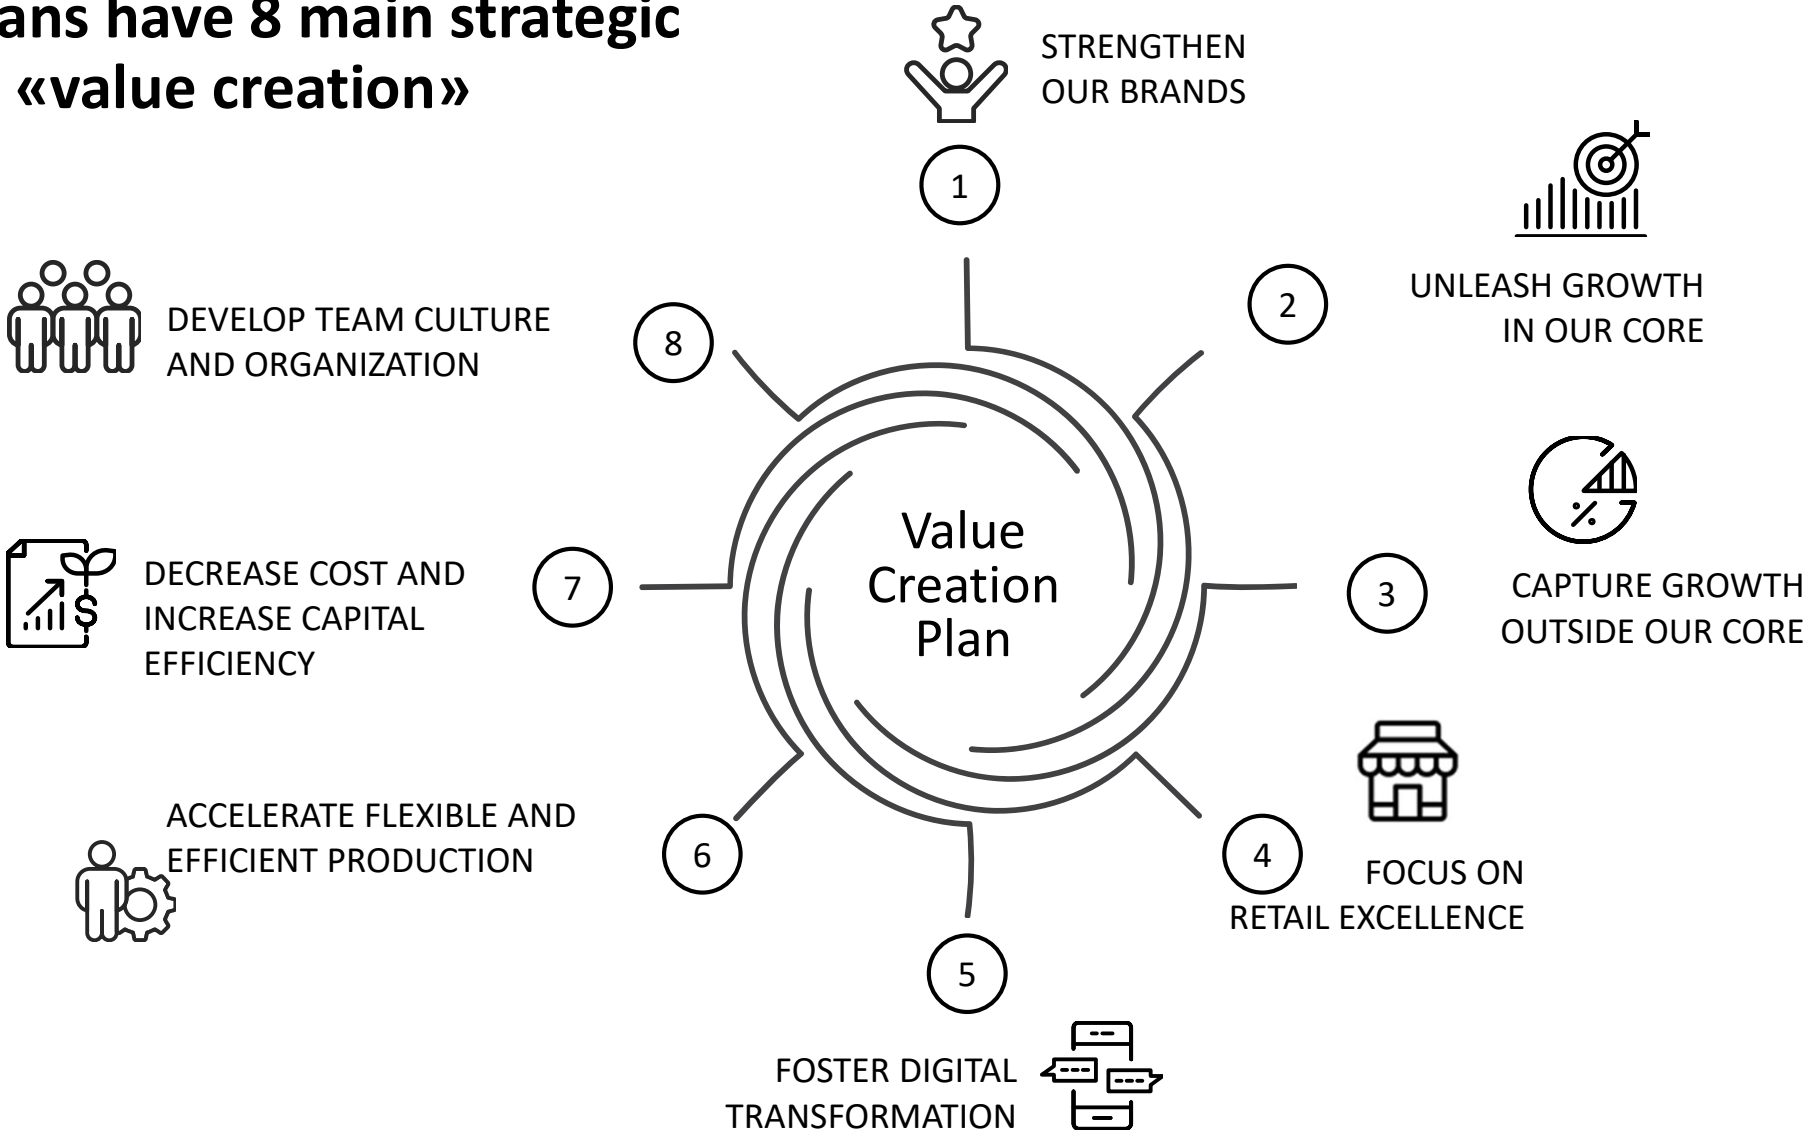 ans have 8 main strategic
«value creation»
STRENGTHEN
OUR BRANDS
1
2
UNLEASH GROWTH
IN OUR CORE
3
CAPTURE GROWTH
OUTSIDE OUR CORE
4
FOCUS ON
RETAIL EXCELLENCE
5
FOSTER DIGITAL
TRANSFORMATION
6
ACCELERATE FLEXIBLE AND
EFFICIENT PRODUCTION
7
DECREASE COST AND
INCREASE CAPITAL
EFFICIENCY
8
DEVELOP TEAM CULTURE
AND ORGANIZATION
Value
Creation
Plan
%
$